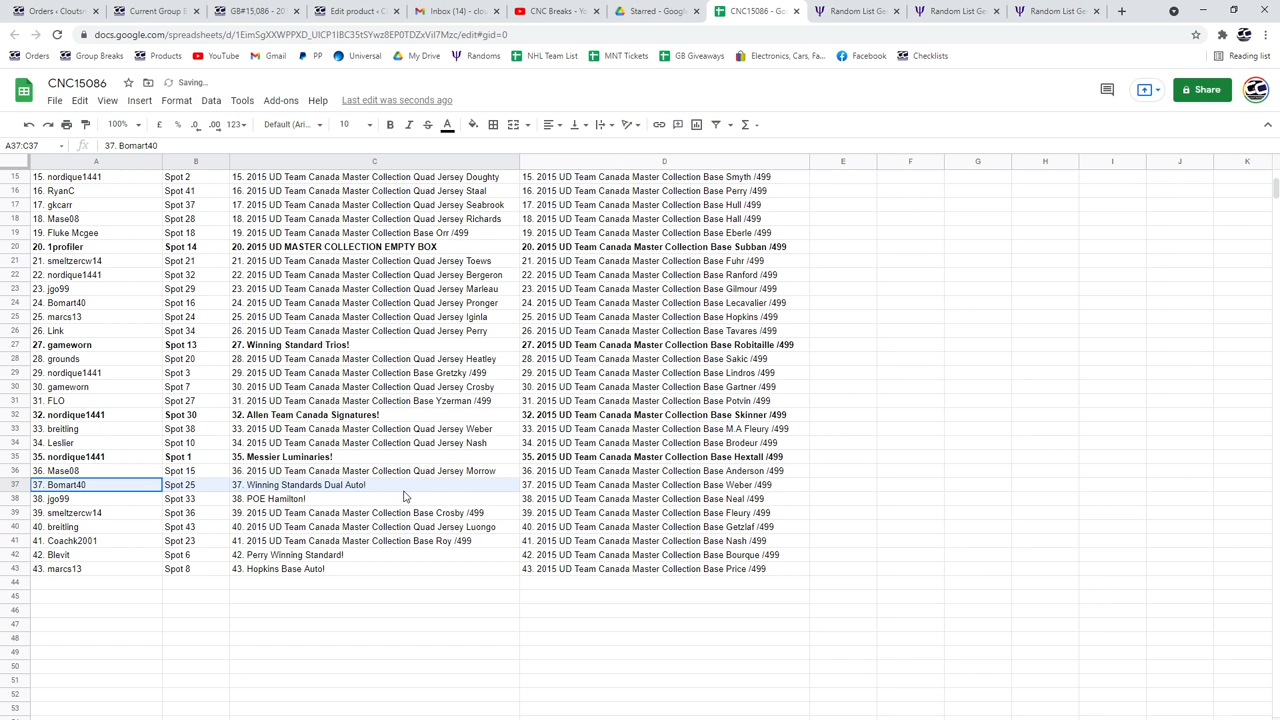 Orders ‹ Cloutsn
Current Group B
GB#15,086 - 20
Edit product ‹ C
Inbox (14) - clou
CNC Breaks - Yo
Starred - Google
CNC15086 - Go
Random List Ge
Random List Ge
Random List Ge
docs.google.com/spreadsheets/d/1EimSgXXWPPXD_UICP1IBC35tSYwz8EP0TDZxViI7Mzc/edit#gid=0
Orders
Group Breaks
Products
YouTube
Gmail
PP
Universal
My Drive
Randoms
NHL Team List
MNT Tickets
GB Giveaways
Electronics, Cars, Fa...
Facebook
Checklists
Reading list
CNC15086
Saving...
File Edit View Insert Format Data Tools Add-ons Help Last edit was seconds ago
Share
100% £ % .0 .00 123 Default (Ari... 10 B I S A
A37:C37 fx 37. Bomart40
A B C D E F G H I J K
15 15. nordique1441 Spot 2 15. 2015 UD Team Canada Master Collection Quad Jersey Doughty 15. 2015 UD Team Canada Master Collection Base Smyth /499
16 16. RyanC Spot 41 16. 2015 UD Team Canada Master Collection Quad Jersey Staal 16. 2015 UD Team Canada Master Collection Base Perry /499
17 17. gkcarr Spot 37 17. 2015 UD Team Canada Master Collection Quad Jersey Seabrook 17. 2015 UD Team Canada Master Collection Base Hull /499
18 18. Mase08 Spot 28 18. 2015 UD Team Canada Master Collection Quad Jersey Richards 18. 2015 UD Team Canada Master Collection Base Hall /499
19 19. Fluke Mcgee Spot 18 19. 2015 UD Team Canada Master Collection Base Orr /499 19. 2015 UD Team Canada Master Collection Base Eberle /499
20 20. 1profiler Spot 14 20. 2015 UD MASTER COLLECTION EMPTY BOX 20. 2015 UD Team Canada Master Collection Base Subban /499
21 21. smeltzercw14 Spot 21 21. 2015 UD Team Canada Master Collection Quad Jersey Toews 21. 2015 UD Team Canada Master Collection Base Fuhr /499
22 22. nordique1441 Spot 32 22. 2015 UD Team Canada Master Collection Quad Jersey Bergeron 22. 2015 UD Team Canada Master Collection Base Ranford /499
23 23. jgo99 Spot 29 23. 2015 UD Team Canada Master Collection Quad Jersey Marleau 23. 2015 UD Team Canada Master Collection Base Gilmour /499
24 24. Bomart40 Spot 16 24. 2015 UD Team Canada Master Collection Quad Jersey Pronger 24. 2015 UD Team Canada Master Collection Base Lecavalier /499
25 25. marcs13 Spot 24 25. 2015 UD Team Canada Master Collection Quad Jersey Iginla 25. 2015 UD Team Canada Master Collection Base Hopkins /499
26 26. Link Spot 34 26. 2015 UD Team Canada Master Collection Quad Jersey Perry 26. 2015 UD Team Canada Master Collection Base Tavares /499
27 27. gameworn Spot 13 27. Winning Standard Trios! 27. 2015 UD Team Canada Master Collection Base Robitaille /499
28 28. grounds Spot 20 28. 2015 UD Team Canada Master Collection Quad Jersey Heatley 28. 2015 UD Team Canada Master Collection Base Sakic /499
29 29. nordique1441 Spot 3 29. 2015 UD Team Canada Master Collection Base Gretzky /499 29. 2015 UD Team Canada Master Collection Base Lindros /499
30 30. gameworn Spot 7 30. 2015 UD Team Canada Master Collection Quad Jersey Crosby 30. 2015 UD Team Canada Master Collection Base Gartner /499
31 31. FLO Spot 27 31. 2015 UD Team Canada Master Collection Base Yzerman /499 31. 2015 UD Team Canada Master Collection Base Potvin /499
32 32. nordique1441 Spot 30 32. Allen Team Canada Signatures! 32. 2015 UD Team Canada Master Collection Base Skinner /499
33 33. breitling Spot 38 33. 2015 UD Team Canada Master Collection Quad Jersey Weber 33. 2015 UD Team Canada Master Collection Base M.A Fleury /499
34 34. Leslier Spot 10 34. 2015 UD Team Canada Master Collection Quad Jersey Nash 34. 2015 UD Team Canada Master Collection Base Brodeur /499
35 35. nordique1441 Spot 1 35. Messier Luminaries! 35. 2015 UD Team Canada Master Collection Base Hextall /499
36 36. Mase08 Spot 15 36. 2015 UD Team Canada Master Collection Quad Jersey Morrow 36. 2015 UD Team Canada Master Collection Base Anderson /499
37 37. Bomart40 Spot 25 37. Winning Standards Dual Auto! 37. 2015 UD Team Canada Master Collection Base Weber /499
38 38. jgo99 Spot 33 38. POE Hamilton! 38. 2015 UD Team Canada Master Collection Base Neal /499
39 39. smeltzercw14 Spot 36 39. 2015 UD Team Canada Master Collection Base Crosby /499 39. 2015 UD Team Canada Master Collection Base Fleury /499
40 40. breitling Spot 43 40. 2015 UD Team Canada Master Collection Quad Jersey Luongo 40. 2015 UD Team Canada Master Collection Base Getzlaf /499
41 41. Coachk2001 Spot 23 41. 2015 UD Team Canada Master Collection Base Roy /499 41. 2015 UD Team Canada Master Collection Base Nash /499
42 42. Blevit Spot 6 42. Perry Winning Standard! 42. 2015 UD Team Canada Master Collection Base Bourque /499
43 43. marcs13 Spot 8 43. Hopkins Base Auto! 43. 2015 UD Team Canada Master Collection Base Price /499
44
45
46
47
48
49
50
51
52
53